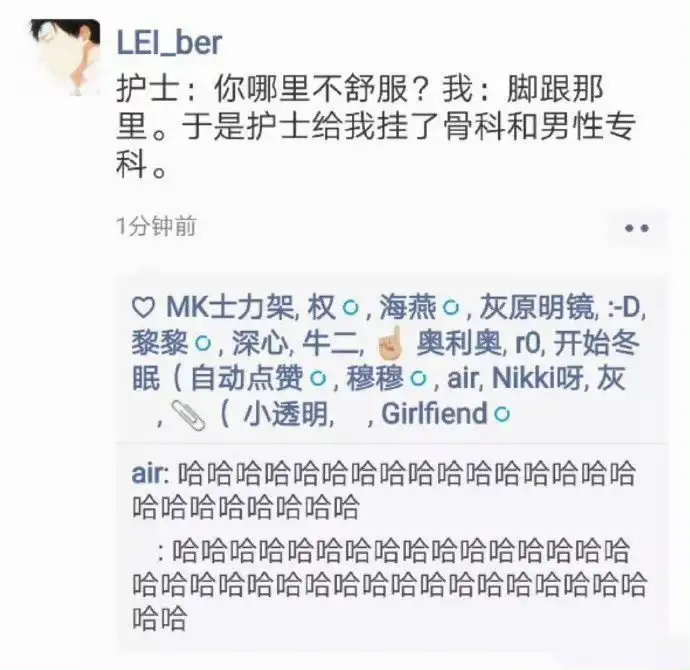 LEI_ber
护士：你哪里不舒服？我：脚跟那
里。于是护士给我挂了骨科和男性专
科。
1分钟前
♡ MK士力架, 权, 海燕, 灰原明镜, :-D,
黎黎, 深心, 牛二, ☝🏼 奥利奥, r0, 开始冬
眠（自动点赞, 穆穆, air, Nikki呀, 灰
, 📎（ 小透明, , Girlfiend
air: 哈哈哈哈哈哈哈哈哈哈哈哈哈哈哈哈
哈哈哈哈哈哈哈哈
: 哈哈哈哈哈哈哈哈哈哈哈哈哈哈哈哈
哈哈哈哈哈哈哈哈哈哈哈哈哈哈哈哈哈哈
哈哈